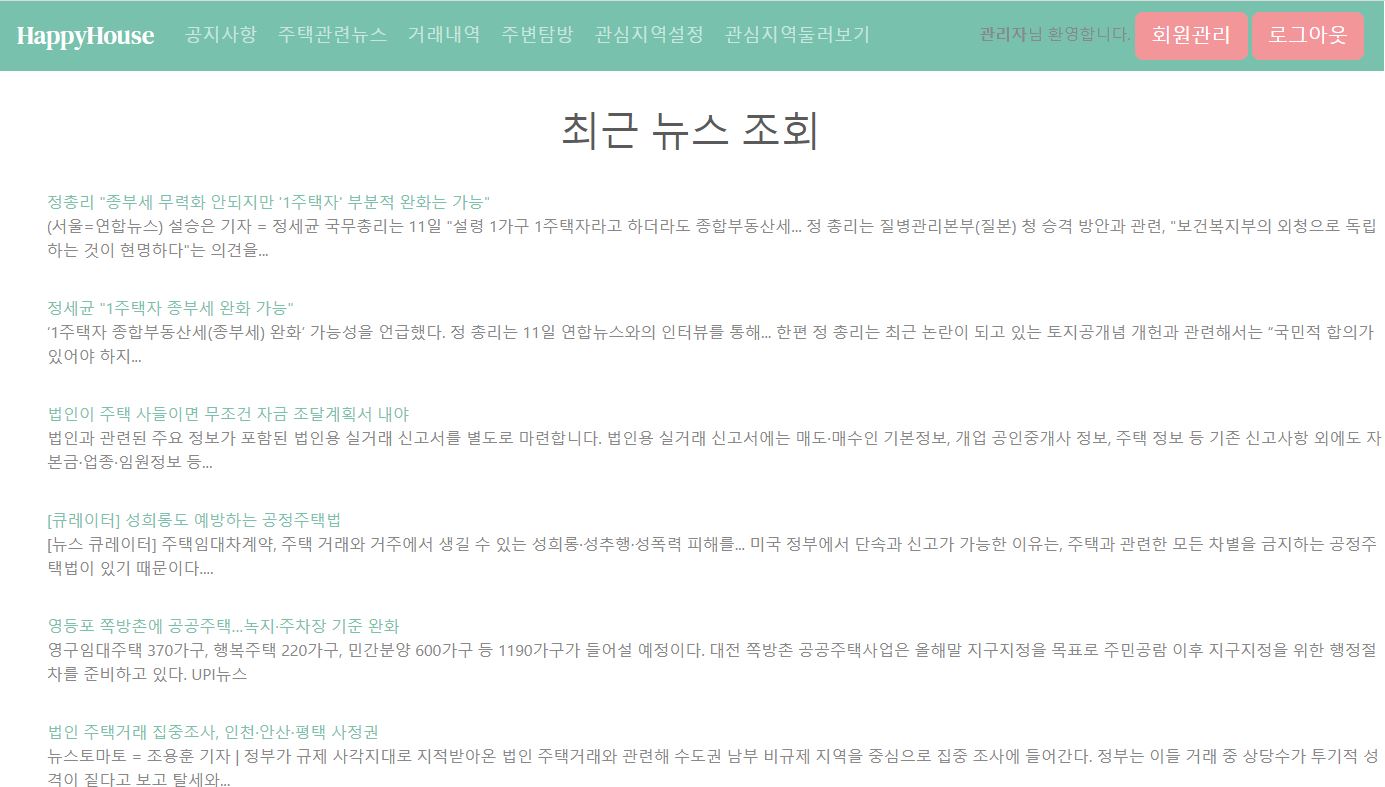 HappyHouse 공지사항 주택관련뉴스 거래내역 주변탐방 관심지역설정 관심지역둘러보기 관리자님 환영합니다. 회원관리 로그아웃
최근 뉴스 조회
정총리 "종부세 무력화 안되지만 '1주택자' 부분적 완화는 가능"
(서울=연합뉴스) 설승은 기자 = 정세균 국무총리는 11일 "설령 1가구 1주택자라고 하더라도 종합부동산세... 정 총리는 질병관리본부(질본) 청 승격 방안과 관련, "보건복지부의 외청으로 독립
하는 것이 현명하다"는 의견을...
정세균 "1주택자 종부세 완화 가능"
‘1주택자 종합부동산세(종부세) 완화’ 가능성을 언급했다. 정 총리는 11일 연합뉴스와의 인터뷰를 통해... 한편 정 총리는 최근 논란이 되고 있는 토지공개념 개헌과 관련해서는 “국민적 합의가
있어야 하지...
법인이 주택 사들이면 무조건 자금 조달계획서 내야
법인과 관련된 주요 정보가 포함된 법인용 실거래 신고서를 별도로 마련합니다. 법인용 실거래 신고서에는 매도·매수인 기본정보, 개업 공인중개사 정보, 주택 정보 등 기존 신고사항 외에도 자
본금·업종·임원정보 등...
[큐레이터] 성희롱도 예방하는 공정주택법
[뉴스 큐레이터] 주택임대차계약, 주택 거래와 거주에서 생길 수 있는 성희롱·성추행·성폭력 피해를... 미국 정부에서 단속과 신고가 가능한 이유는, 주택과 관련한 모든 차별을 금지하는 공정주
택법이 있기 때문이다....
영등포 쪽방촌에 공공주택...녹지·주차장 기준 완화
영구임대주택 370가구, 행복주택 220가구, 민간분양 600가구 등 1190가구가 들어설 예정이다. 대전 쪽방촌 공공주택사업은 올해말 지구지정을 목표로 주민공람 이후 지구지정을 위한 행정절
차를 준비하고 있다. UPI뉴스
법인 주택거래 집중조사, 인천·안산·평택 사정권
뉴스토마토 = 조용훈 기자 | 정부가 규제 사각지대로 지적받아온 법인 주택거래와 관련해 수도권 남부 비규제 지역을 중심으로 집중 조사에 들어간다. 정부는 이들 거래 중 상당수가 투기적 성
격이 짙다고 보고 탈세와...